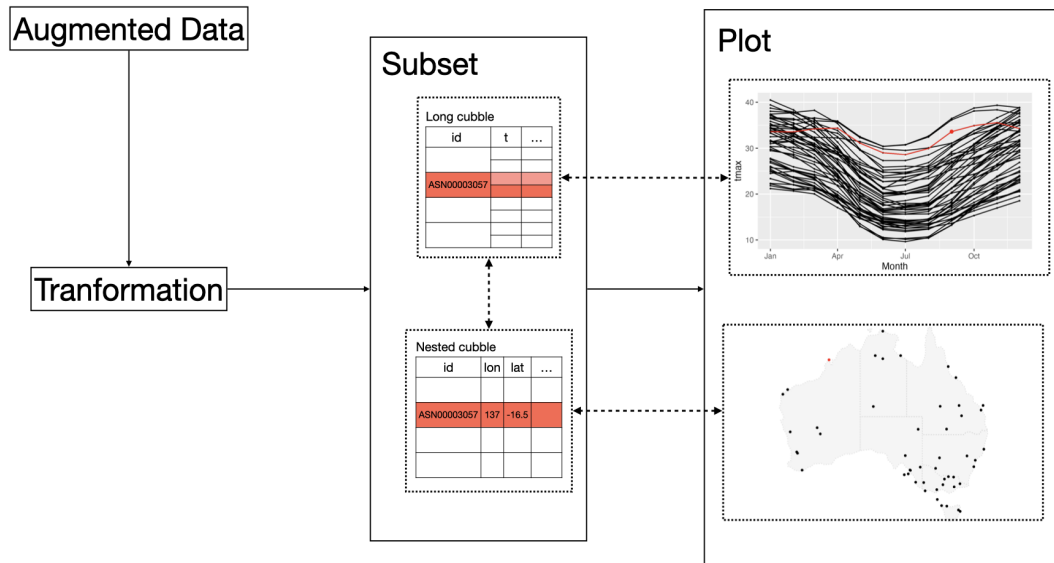 Augmented Data
Tranformation
Subset
Long cubble
id t ...
ASN00003057
Nested cubble
id lon lat ...
ASN00003057 137 -16.5
Plot
tmax
40
30
20
10
Jan Apr Jul Oct
Month